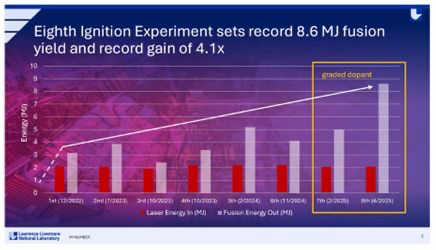 Eighth Ignition Experiment sets record 8.6 MJ fusion
yield and record gain of 4.1x
graded dopant
Energy (MJ)
10
9
8
7
6
5
4
3
2
1
0
1st (12/2022) 2nd (7/2023) 3rd (10/2023) 4th (10/2023) 5th (2/2024) 6th (11/2024) 7th (2/2025) 8th (4/2025)
Laser Energy In (MJ) Fusion Energy Out (MJ)
Lawrence Livermore
National Laboratory